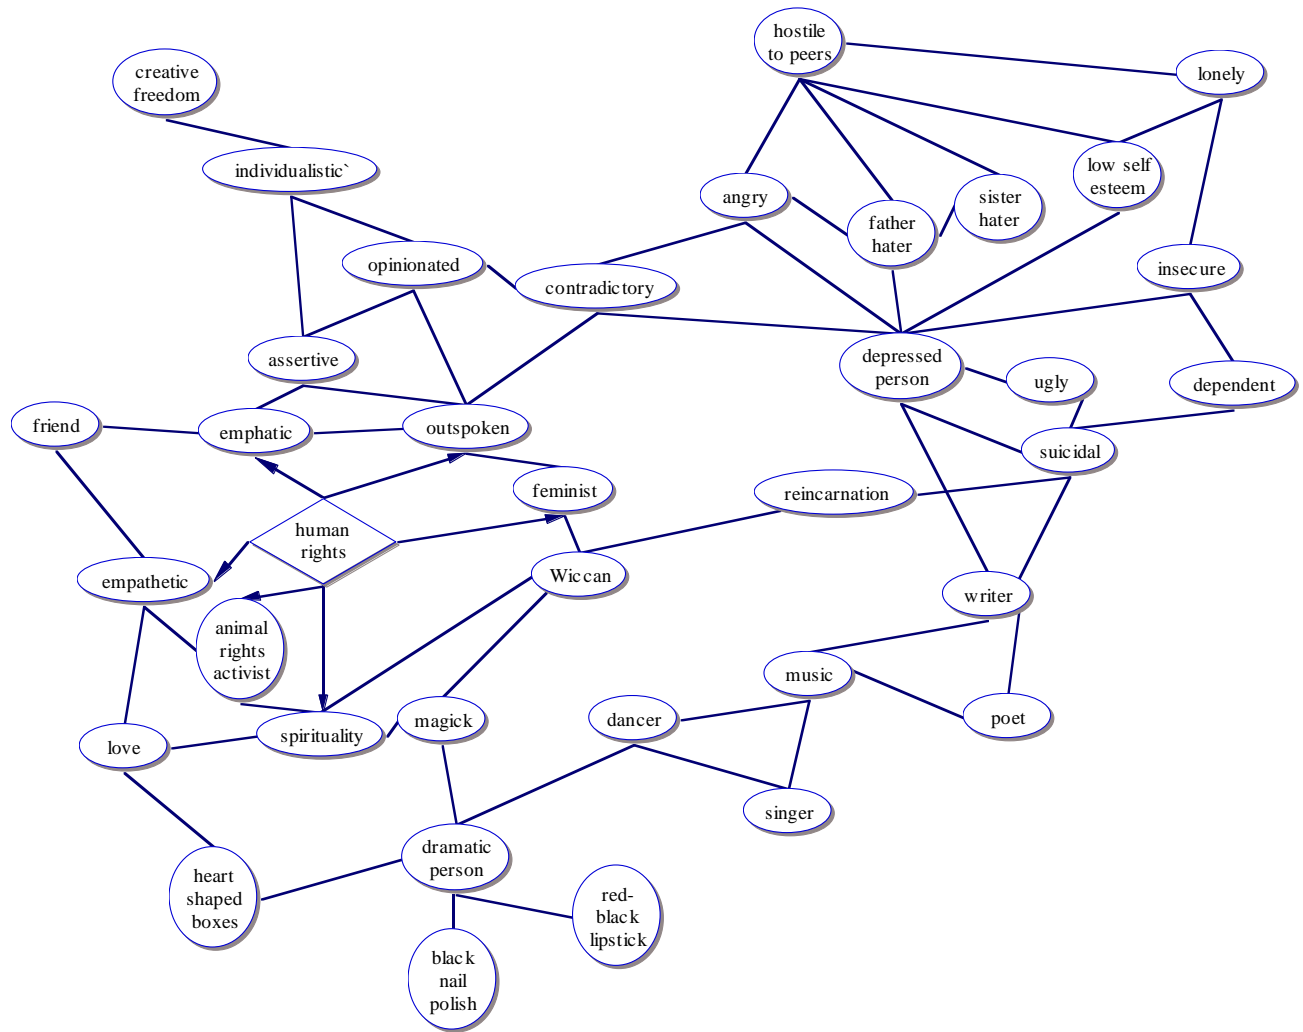 hostile
to peers
creative
freedom
lonely
individualistic`
low self
esteem
angry
sister
hater
father
hater
opinionated
insecure
contradictory
assertive
depressed
person
ugly
dependent
friend
emphatic
outspoken
suicidal
feminist
reincarnation
human
rights
empathetic
Wiccan
writer
animal
rights
activist
music
magick
dancer
poet
spirituality
love
singer
dramatic
person
heart
shaped
boxes
red-
black
lipstick
black
nail
polish